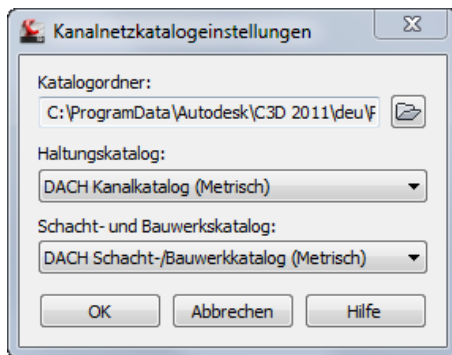 Kanalnetzkatalogeinstellungen
Katalogordner:
C:\ProgramData\Autodesk\C3D 2011\deu\F
Haltungskatalog:
DACH Kanalkatalog (Metrisch)
Schacht- und Bauwerkskatalog:
DACH Schacht-/Bauwerkkatalog (Metrisch)
OK Abbrechen Hilfe